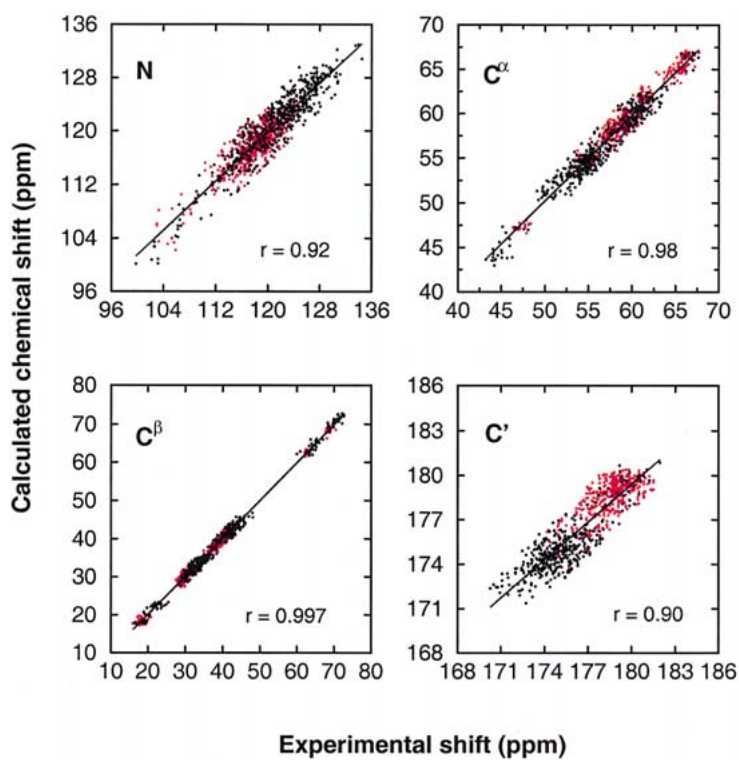 Calculated chemical shift (ppm)
136
128
120
112
104
96
N
r = 0.92
96 104 112 120 128 136
70
65
60
55
50
45
40
Cα
r = 0.98
40 45 50 55 60 65 70
80
70
60
50
40
30
20
10
Cβ
r = 0.997
10 20 30 40 50 60 70 80
186
183
180
177
174
171
168
C'
r = 0.90
168 171 174 177 180 183 186
Experimental shift (ppm)